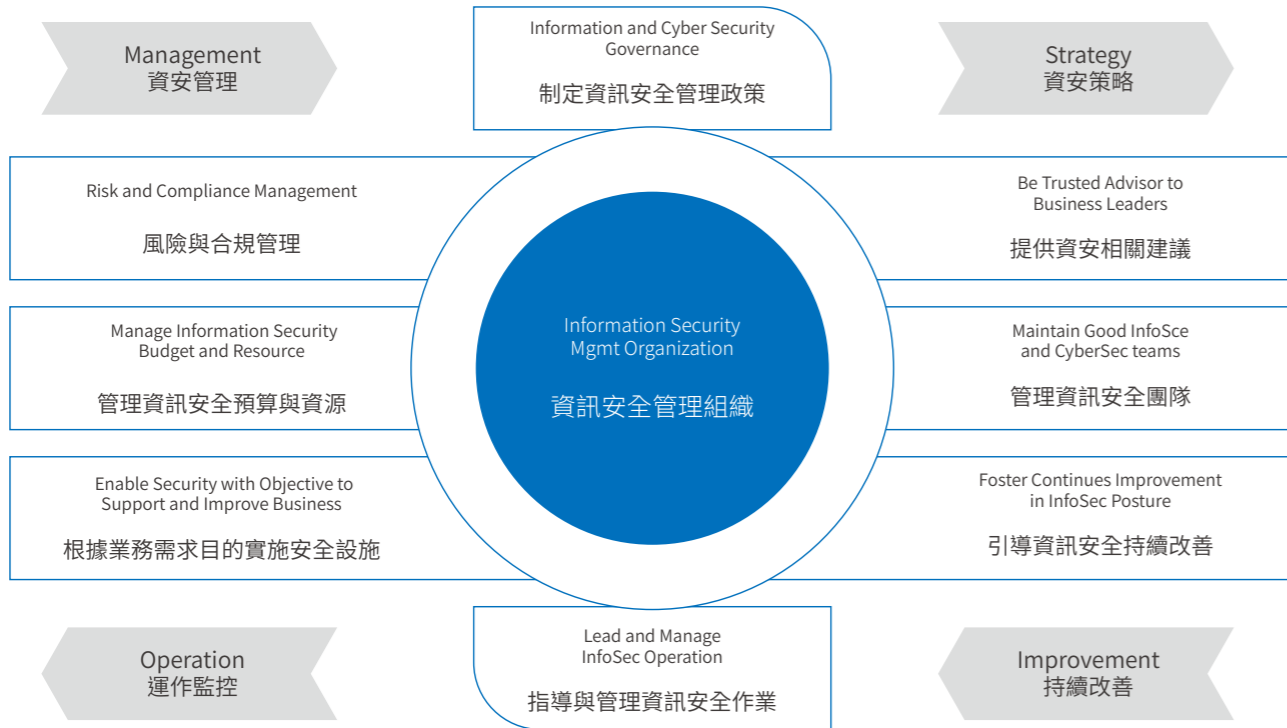 Management
資安管理
Information and Cyber Security
Governance
制定資訊安全管理政策
Strategy
資安策略
Risk and Compliance Management
風險與合規管理
Be Trusted Advisor to
Business Leaders
提供資安相關建議
Manage Information Security
Budget and Resource
管理資訊安全預算與資源
Information Security
Mgmt Organization
資訊安全管理組織
Maintain Good InfoSce
and CyberSec teams
管理資訊安全團隊
Enable Security with Objective to
Support and Improve Business
根據業務需求目的實施安全設施
Foster Continues Improvement
in InfoSec Posture
引導資訊安全持續改善
Operation
運作監控
Lead and Manage
InfoSec Operation
指導與管理資訊安全作業
Improvement
持續改善